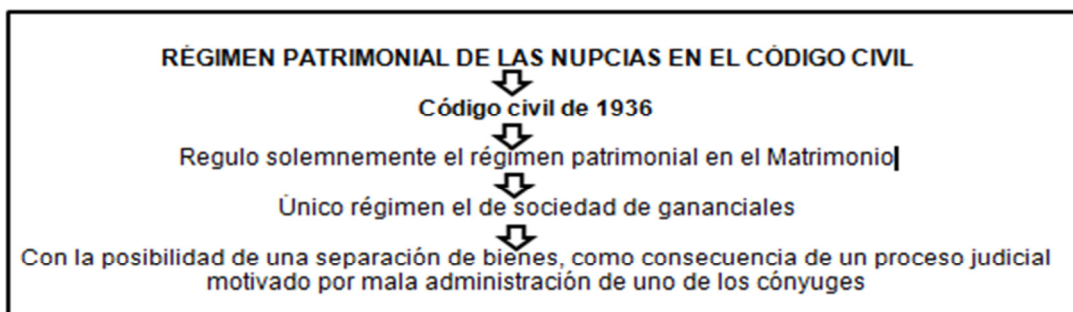 RÉGIMEN PATRIMONIAL DE LAS NUPCIAS EN EL CÓDIGO CIVIL
Código civil de 1936
Regulo solemnemente el régimen patrimonial en el Matrimonio
Único régimen el de sociedad de gananciales
Con la posibilidad de una separación de bienes, como consecuencia de un proceso judicial
motivado por mala administración de uno de los cónyuges